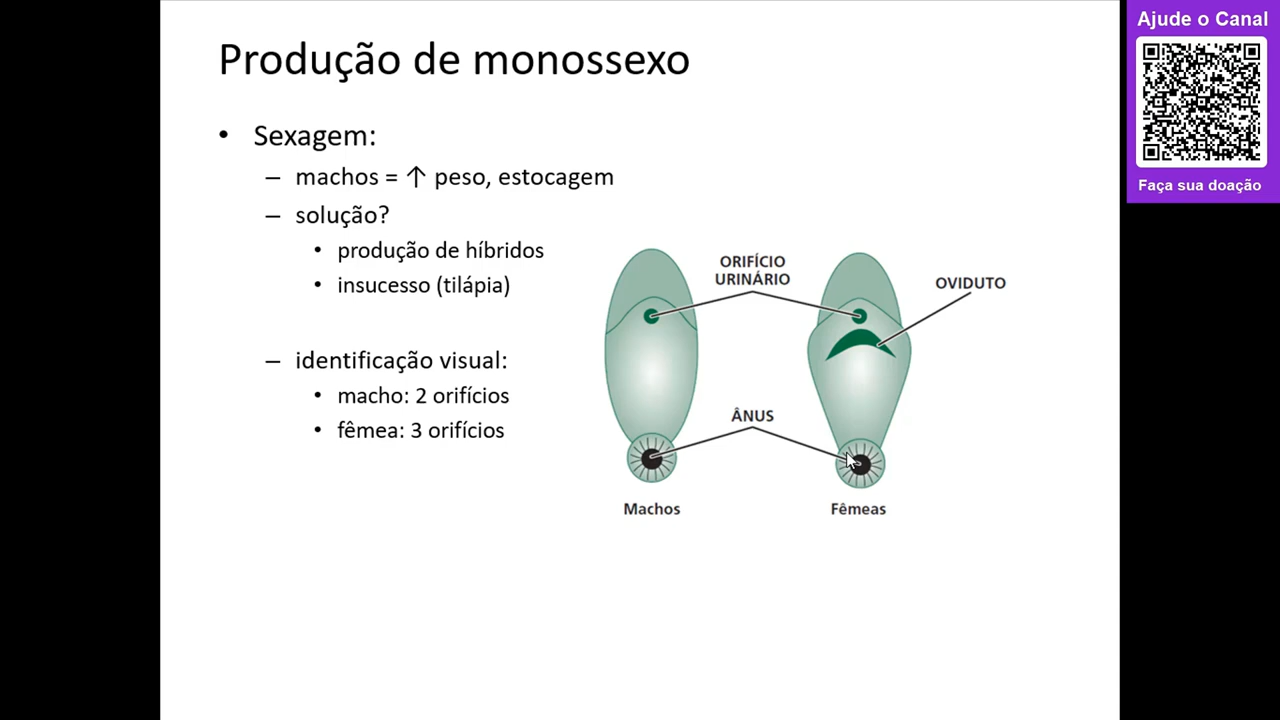 Produção de monossexo
• Sexagem:
– machos = ↑ peso, estocagem
– solução?
• produção de híbridos
• insucesso (tilápia)
– identificação visual:
• macho: 2 orifícios
• fêmea: 3 orifícios
ORIFÍCIO
URINÁRIO
OVIDUTO
ÂNUS
Machos
Fêmeas
Ajude o Canal
Faça sua doação